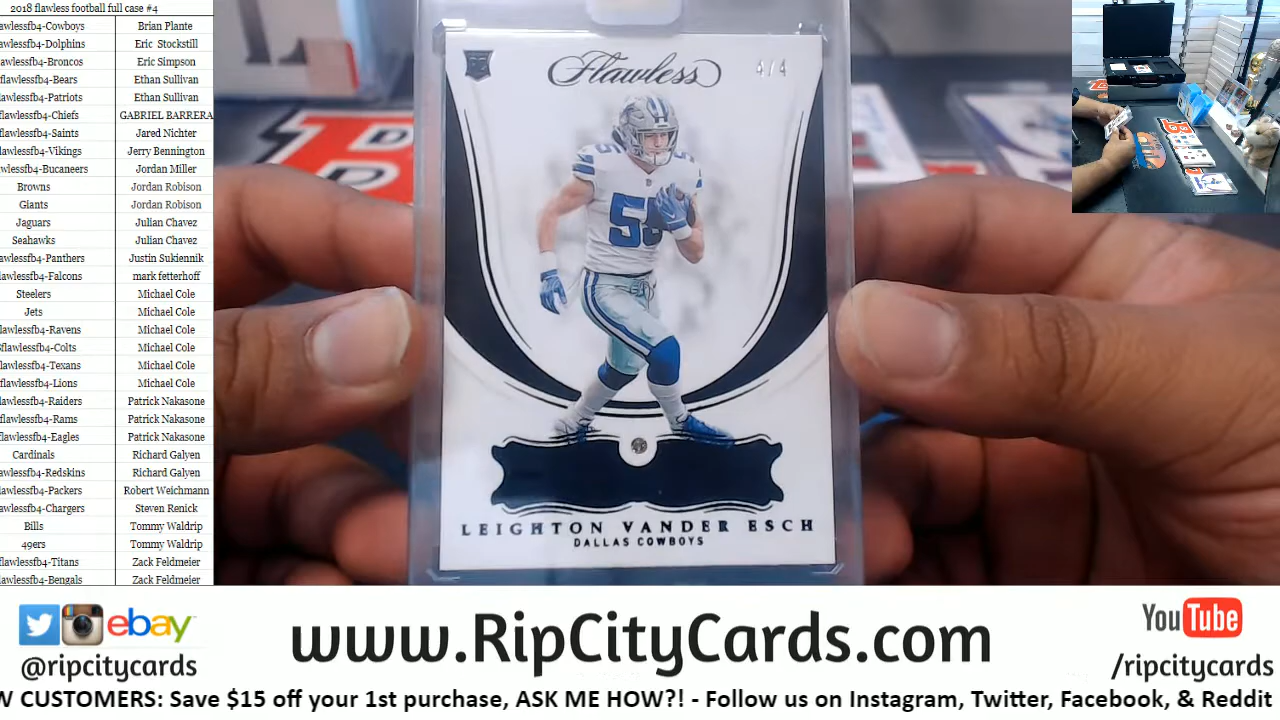 2018 flawless football full case #4
awlessfb4-Cowboys Brian Plante
awlessfb4-Dolphins Eric Stockstill
lawlessfb4-Broncos Eric Simpson
flawlessfb4-Bears Ethan Sullivan
lawlessfb4-Patriots Ethan Sullivan
flawlessfb4-Chiefs GABRIEL BARRERA
flawlessfb4-Saints Jared Nichter
lawlessfb4-Vikings Jerry Bennington
wlessfb4-Bucaneers Jordan Miller
Browns Jordan Robison
Giants Jordan Robison
Jaguars Julian Chavez
Seahawks Julian Chavez
awlessfb4-Panthers Justin Sukiennik
lawlessfb4-Falcons mark fetterhoff
Steelers Michael Cole
Jets Michael Cole
lawlessfb4-Ravens Michael Cole
flawlessfb4-Colts Michael Cole
lawlessfb4-Texans Michael Cole
flawlessfb4-Lions Michael Cole
lawlessfb4-Raiders Patrick Nakasone
flawlessfb4-Rams Patrick Nakasone
lawlessfb4-Eagles Patrick Nakasone
Cardinals Richard Galyen
awlessfb4-Redskins Richard Galyen
awlessfb4-Packers Robert Weichmann
awlessfb4-Chargers Steven Renick
Bills Tommy Waldrip
49ers Tommy Waldrip
flawlessfb4-Titans Zack Feldmeier
lawlessfb4-Bengals Zack Feldmeier
Flawless 4/4
55
LEIGHTON VANDER ESCH
DALLAS COWBOYS
ebay
@ripcitycards
www.RipCityCards.com
YouTube
/ripcitycards
W CUSTOMERS: Save $15 off your 1st purchase, ASK ME HOW?! - Follow us on Instagram, Twitter, Facebook, & Reddit